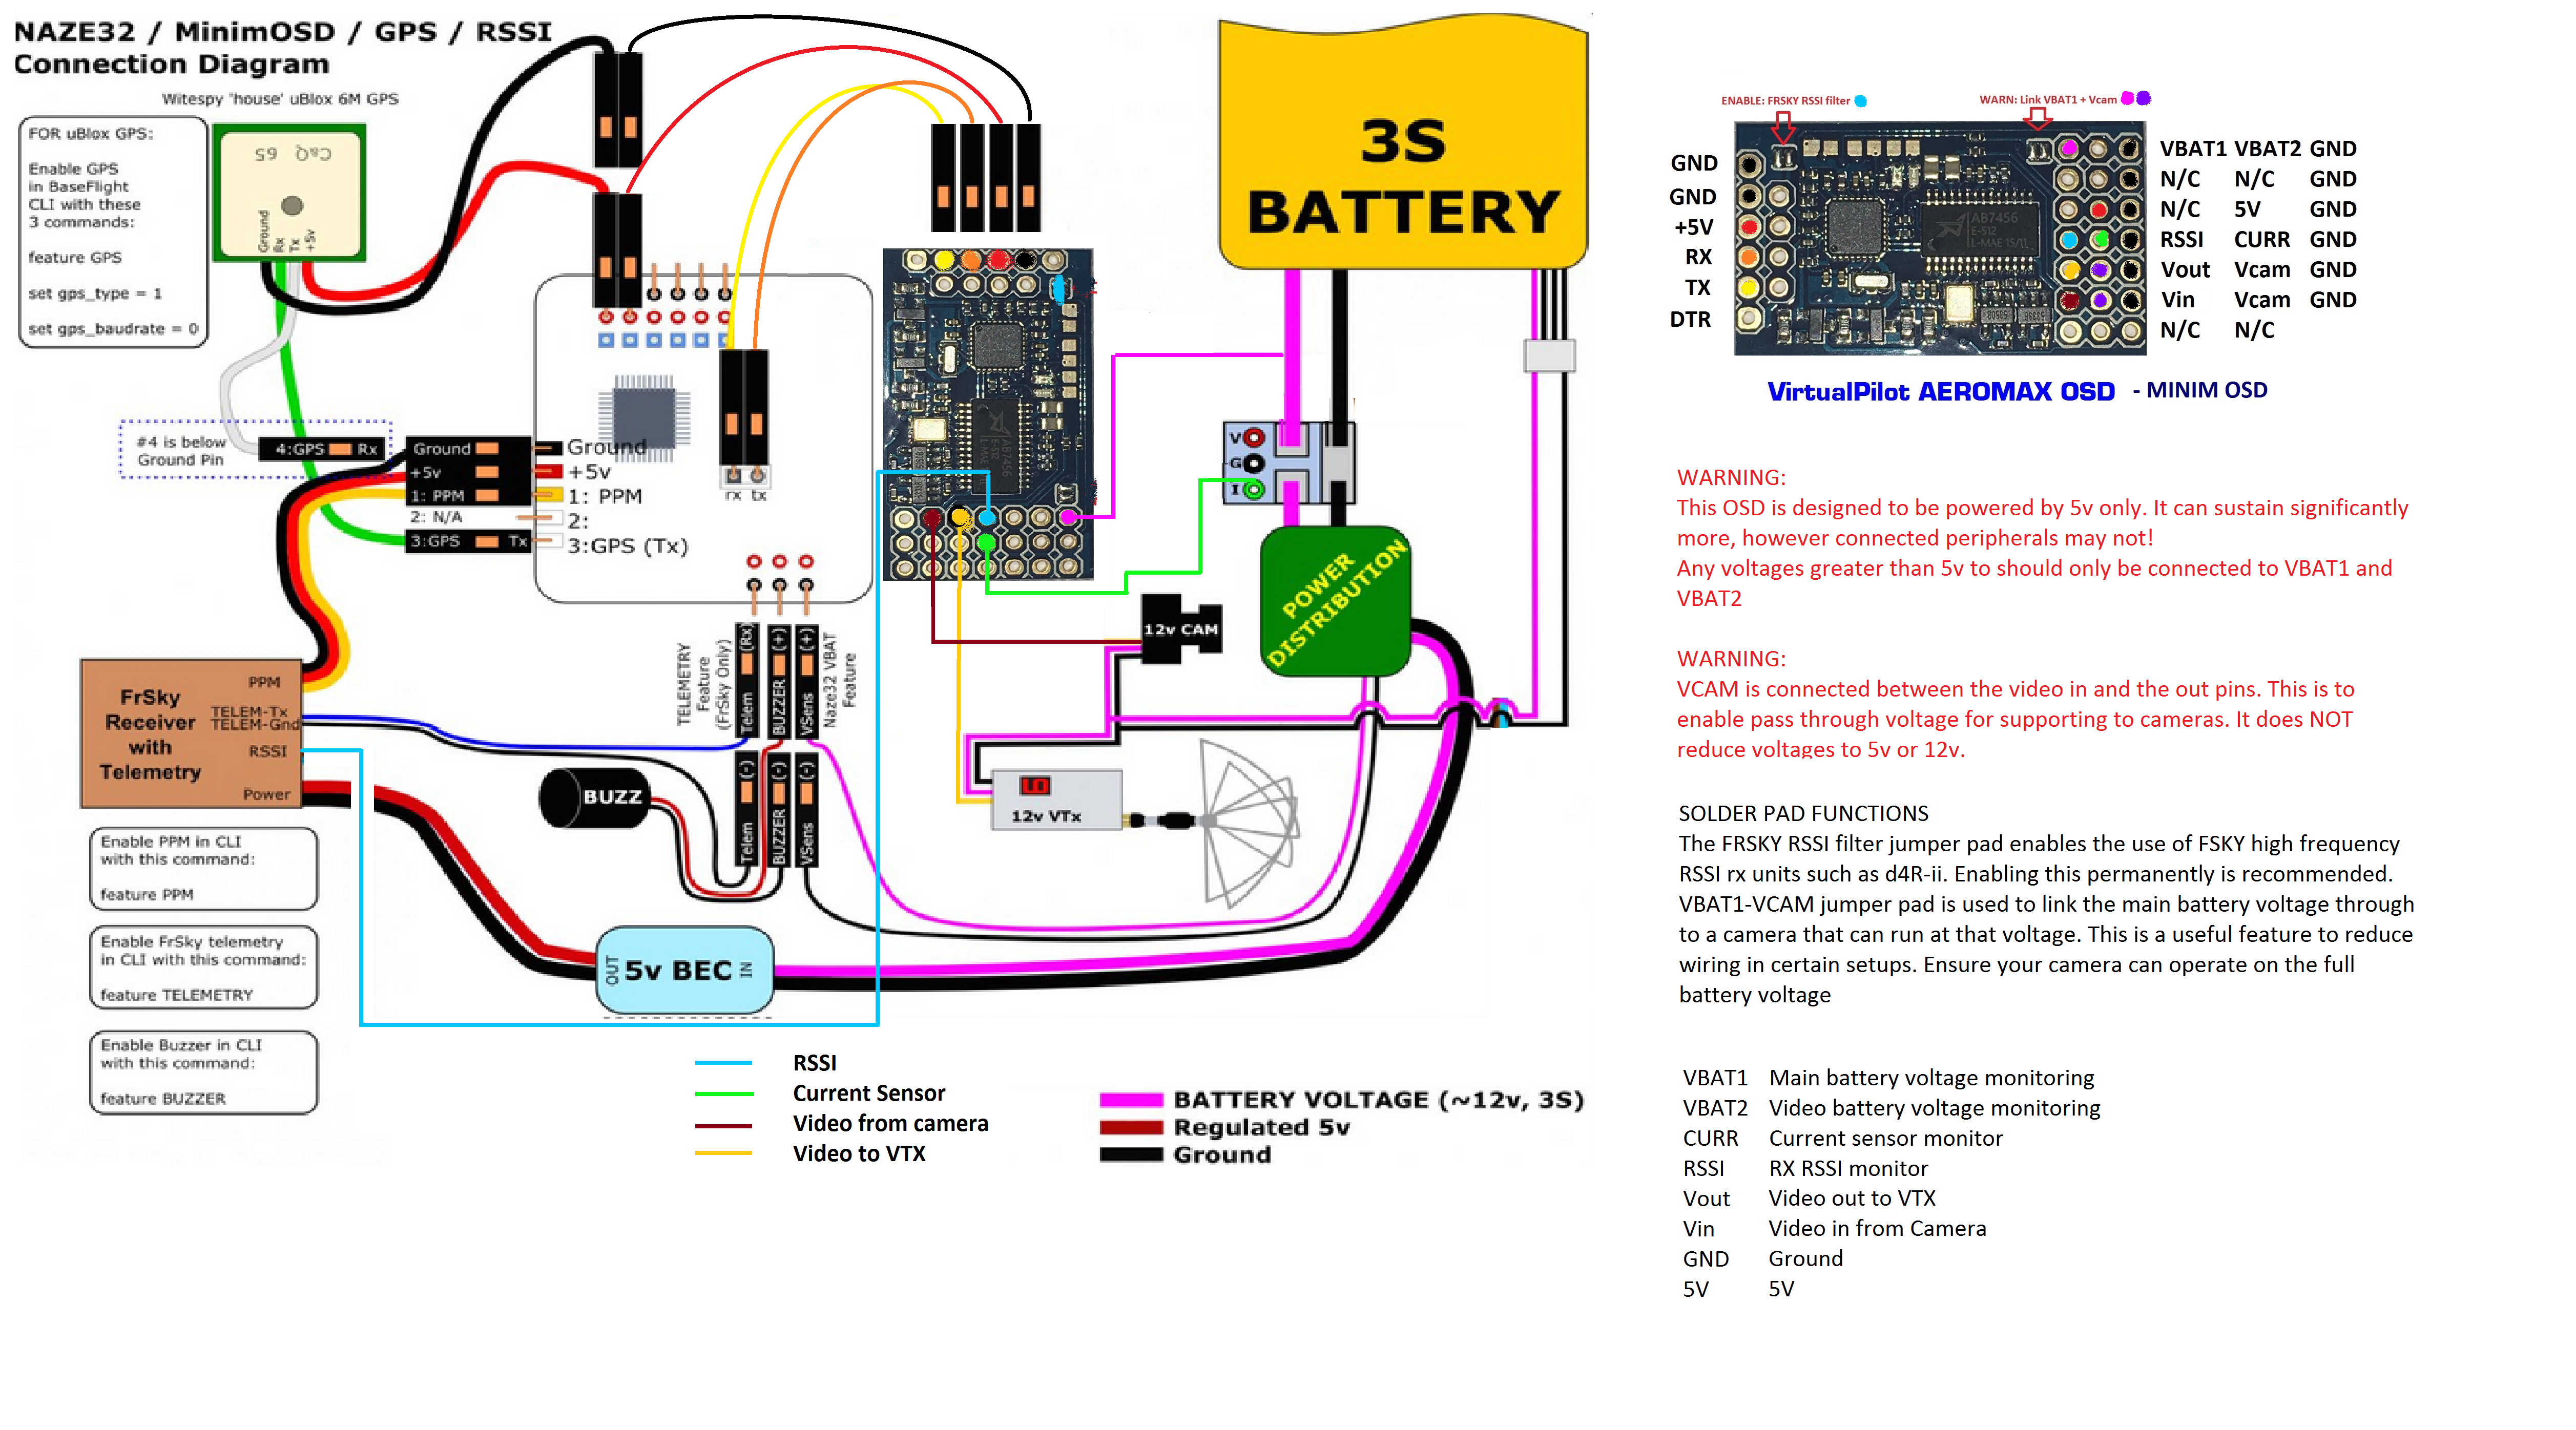 NAZE32 / MinimOSD / GPS / RSSI
Connection Diagram
Witespy 'house' uBlox 6M GPS
FOR uBlox GPS:
Enable GPS
in BaseFlight
CLI with these
3 commands:
feature GPS
set gps_type = 1
set gps_baudrate = 0
C&Q 65
Ground
Rx
Tx
+5v
#4 is below
Ground Pin
4:GPS Rx
Ground
+5v
1: PPM
2: N/A
3:GPS Tx
Ground
+5v
1: PPM
2:
3:GPS (Tx)
rx tx
AB7456
L-MAE
3S
BATTERY
V
G
I
POWER
DISTRIBUTION
12v CAM
12v VTx
TELEMETRY
Feature
(FrSky Only)
Telem (Rx)
BUZZER (+)
VSens (+)
Naze32 VBAT
Feature
Telem (-)
BUZZER (-)
VSens (-)
BUZZ
FrSky
Receiver
with
Telemetry
PPM
TELEM-Tx
TELEM-Gnd
RSSI
Power
OUT 5v BEC IN
Enable PPM in CLI
with this command:
feature PPM
Enable FrSky telemetry
in CLI with this command:
feature TELEMETRY
Enable Buzzer in CLI
with this command:
feature BUZZER
RSSI
Current Sensor
Video from camera
Video to VTX
BATTERY VOLTAGE (~12v, 3S)
Regulated 5v
Ground
ENABLE: FRSKY RSSI filter
WARN: Link VBAT1 + Vcam
GND
GND
+5V
RX
TX
DTR
AB7456
E-512
L-MAE 15/11
VBAT1 VBAT2 GND
N/C N/C GND
N/C 5V GND
RSSI CURR GND
Vout Vcam GND
Vin Vcam GND
N/C N/C
VirtualPilot AEROMAX OSD - MINIM OSD
WARNING:
This OSD is designed to be powered by 5v only. It can sustain significantly
more, however connected peripherals may not!
Any voltages greater than 5v to should only be connected to VBAT1 and
VBAT2
WARNING:
VCAM is connected between the video in and the out pins. This is to
enable pass through voltage for supporting to cameras. It does NOT
reduce voltages to 5v or 12v.
SOLDER PAD FUNCTIONS
The FRSKY RSSI filter jumper pad enables the use of FSKY high frequency
RSSI rx units such as d4R-ii. Enabling this permanently is recommended.
VBAT1-VCAM jumper pad is used to link the main battery voltage through
to a camera that can run at that voltage. This is a useful feature to reduce
wiring in certain setups. Ensure your camera can operate on the full
battery voltage
VBAT1 Main battery voltage monitoring
VBAT2 Video battery voltage monitoring
CURR Current sensor monitor
RSSI RX RSSI monitor
Vout Video out to VTX
Vin Video in from Camera
GND Ground
5V 5V